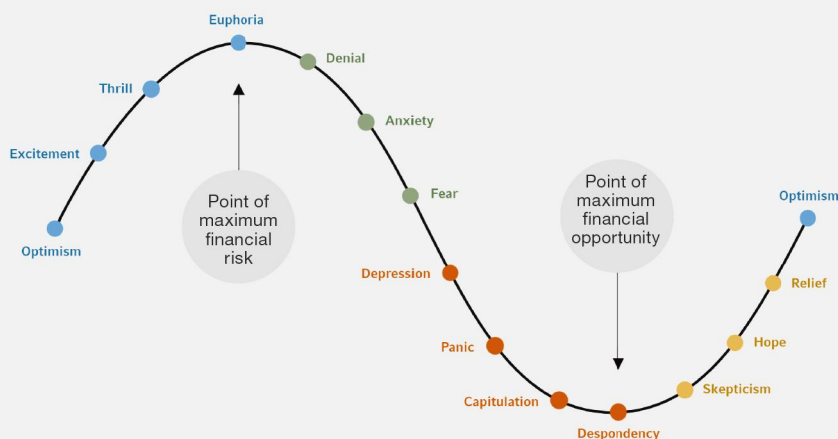 Euphoria
Denial
Thrill
Anxiety
Excitement
Point of
maximum
financial
risk
Fear
Point of
maximum
financial
opportunity
Optimism
Optimism
Depression
Relief
Panic
Hope
Skepticism
Capitulation
Despondency